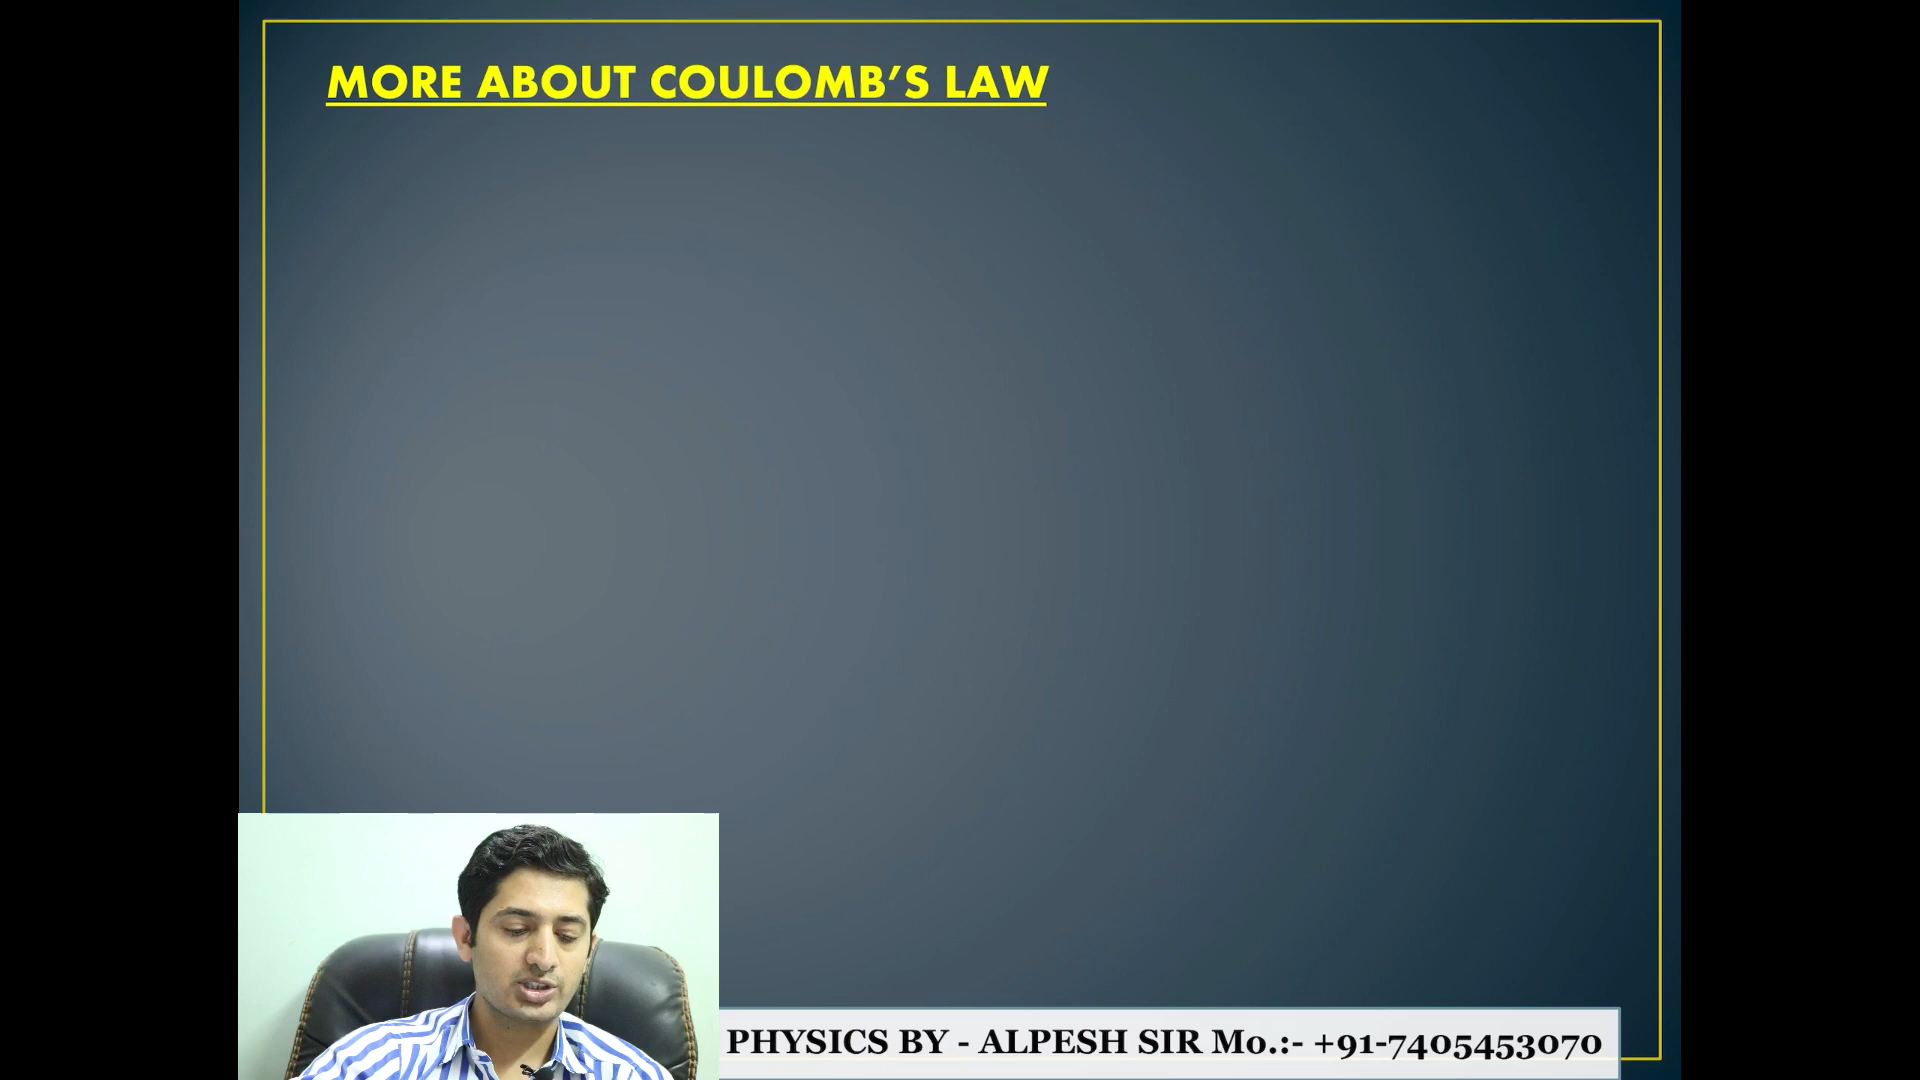 MORE ABOUT COULOMB’S LAW
PHYSICS BY - ALPESH SIR Mo.:- +91-7405453070